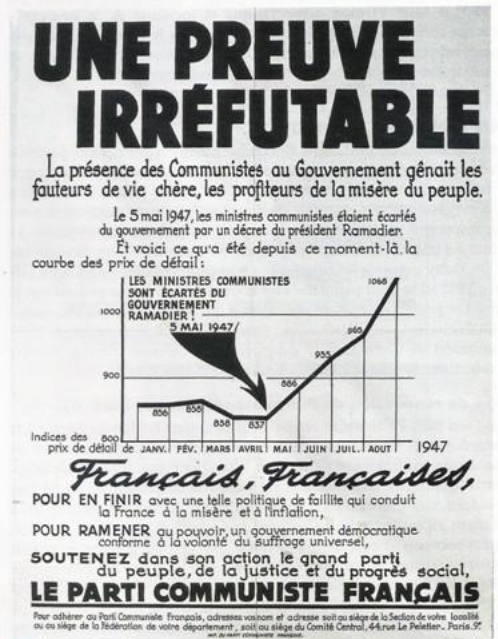 UNE PREUVE
IRRÉFUTABLE
La présence des Communistes au Gouvernement gênait les
fauteurs de vie chère, les profiteurs de la misère du peuple.
Le 5 mai 1947, les ministres communistes étaient écartés
du gouvernement par un décret du président Ramadier.
Et voici ce qu'a été depuis ce moment-là, la
courbe des prix de détail :
LES MINISTRES COMMUNISTES
SONT ÉCARTÉS DU
GOUVERNEMENT
RAMADIER !
5 MAI 1947
1068
1000
965
935
900
886
856
858
838
837
800
Indices des
prix de détail de JANV. FÉV. MARS AVRIL MAI JUIN JUIL. AOUT 1947
Français, Françaises,
POUR EN FINIR avec une telle politique de faillite qui conduit
la France à la misère et à l'inflation,
POUR RAMENER au pouvoir, un gouvernement démocratique
conforme à la volonté du suffrage universel,
SOUTENEZ dans son action le grand parti
du peuple, de la justice et du progrès social,
LE PARTI COMMUNISTE FRANÇAIS
Pour adhérer au Parti Communiste Français, adressez vos nom et adresse soit au siège de la Section de votre localité
ou au siège de la Fédération de votre département, soit au siège du Comité Central, 44, rue Le Peletier. Paris. 9e